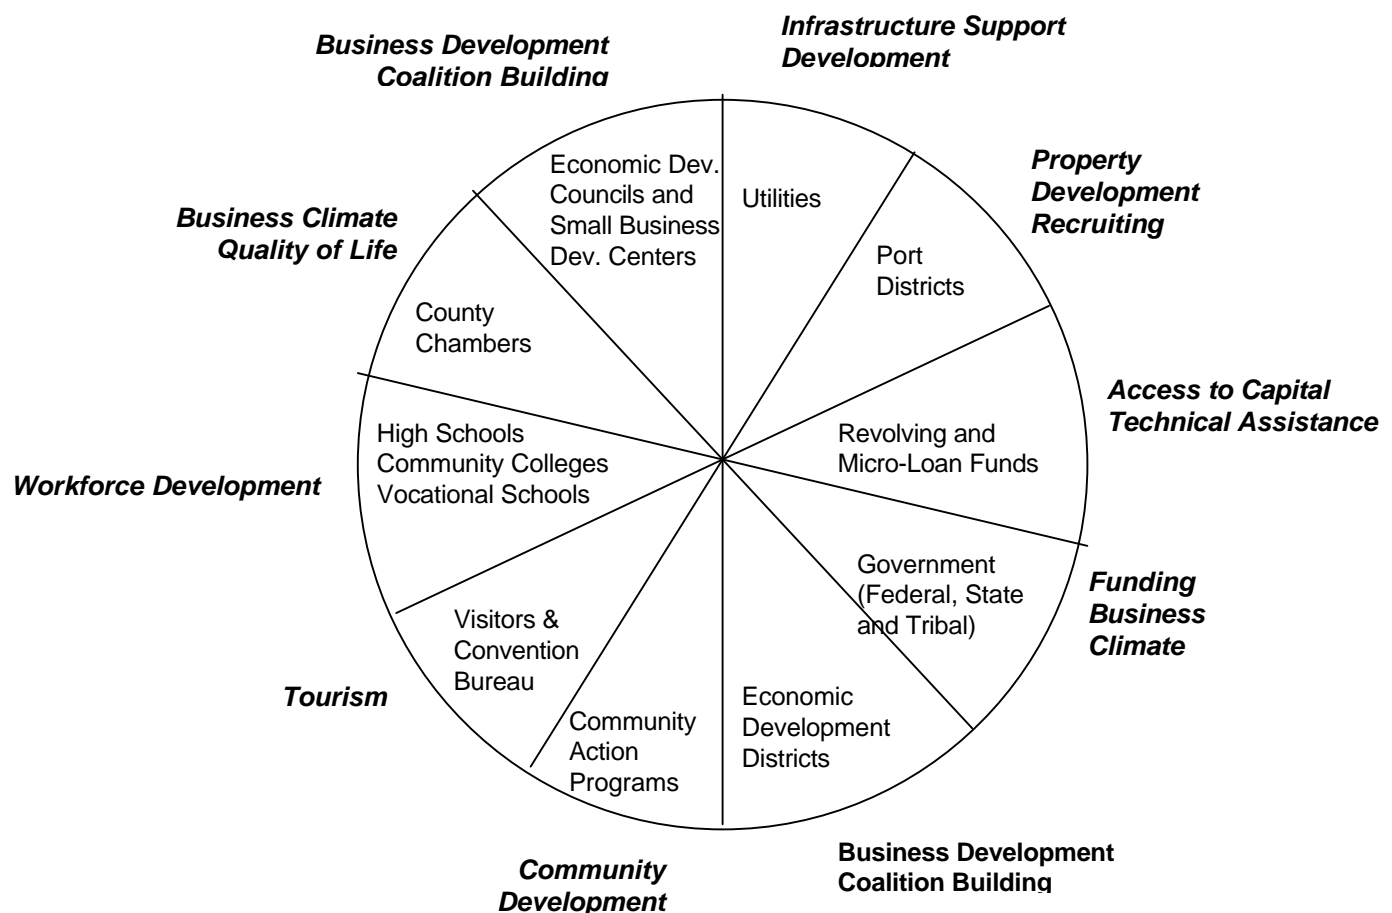 Infrastructure Support
Development
Business Development
Coalition Building
Economic Dev.
Councils and
Small Business
Dev. Centers
Utilities
Property
Development
Recruiting
Port
Districts
Business Climate
Quality of Life
County
Chambers
Access to Capital
Technical Assistance
Revolving and
Micro-Loan Funds
High Schools
Community Colleges
Vocational Schools
Workforce Development
Government
(Federal, State
and Tribal)
Funding
Business
Climate
Visitors &
Convention
Bureau
Tourism
Economic
Development
Districts
Community
Action
Programs
Business Development
Coalition Building
Community
Development